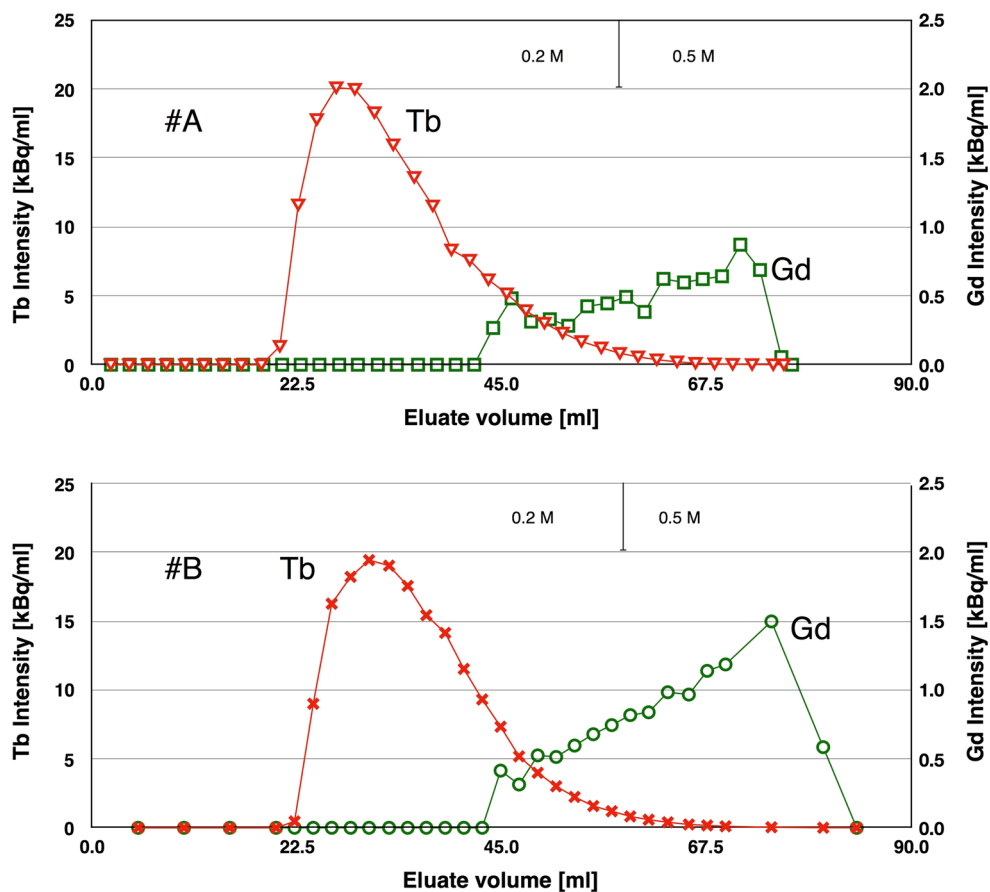 25
20
15
10
5
0
Tb Intensity [kBq/ml]
#A
Tb
0.2 M
0.5 M
Gd
2.5
2.0
1.5
1.0
0.5
0.0
Gd Intensity [kBq/ml]
0.0
22.5
45.0
67.5
90.0
Eluate volume [ml]
25
20
15
10
5
0
Tb Intensity [kBq/ml]
#B
Tb
0.2 M
0.5 M
Gd
2.5
2.0
1.5
1.0
0.5
0.0
Gd Intensity [kBq/ml]
0.0
22.5
45.0
67.5
90.0
Eluate volume [ml]